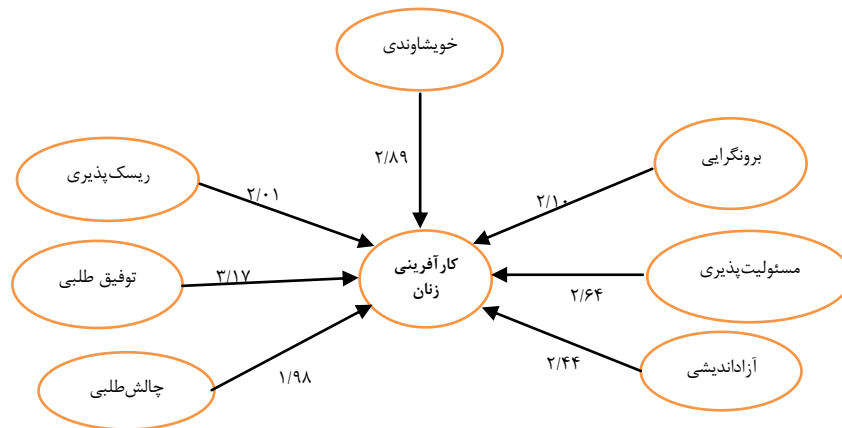 خویشاوندی
۲/۸۹
برونگرایی
۲/۱۰
ریسک‌پذیری
۲/۰۱
کارآفرینی
زنان
مسئولیت‌پذیری
۲/۶۴
توفیق طلبی
۳/۱۷
آزاداندیشی
۲/۴۴
چالش‌طلبی
۱/۹۸